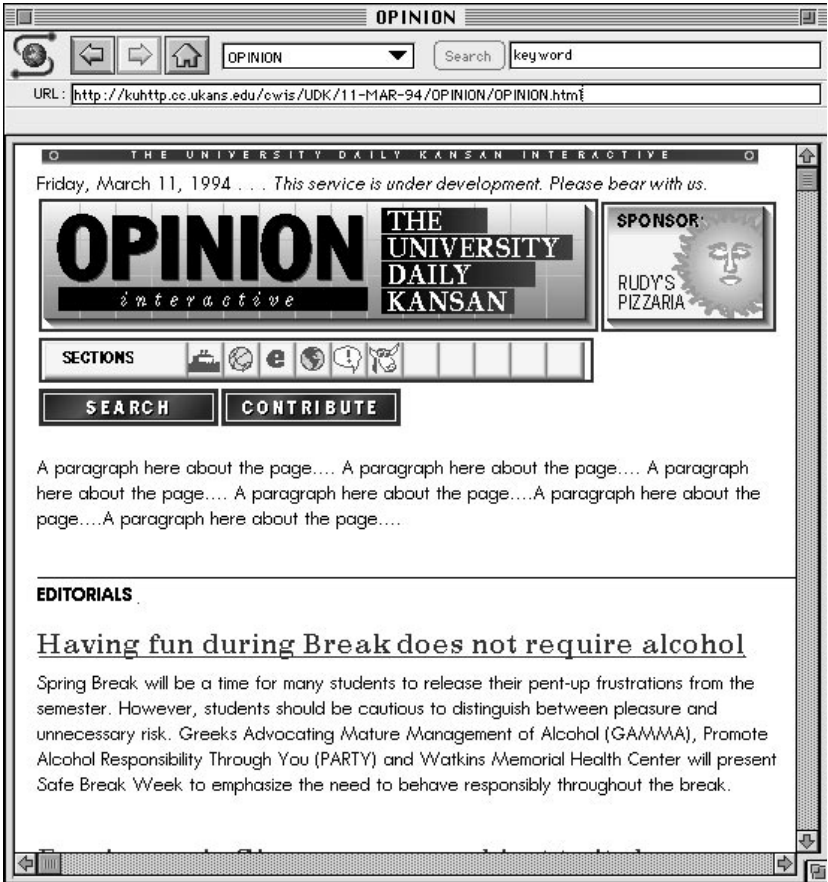 OPINION
OPINION
Search
keyword
URL: http://kuhttp.cc.ukans.edu/cwis/UDK/11-MAR-94/OPINION/OPINION.html
THE UNIVERSITY DAILY KANSAN INTERACTIVE
Friday, March 11, 1994 . . . This service is under development. Please bear with us.
OPINION
interactive
THE
UNIVERSITY
DAILY
KANSAN
SPONSOR:
RUDY'S
PIZZARIA
SECTIONS
e
!
SEARCH
CONTRIBUTE
A paragraph here about the page.... A paragraph here about the page.... A paragraph
here about the page.... A paragraph here about the page....A paragraph here about the
page....A paragraph here about the page....
EDITORIALS
Having fun during Break does not require alcohol
Spring Break will be a time for many students to release their pent-up frustrations from the
semester. However, students should be cautious to distinguish between pleasure and
unnecessary risk. Greeks Advocating Mature Management of Alcohol (GAMMA), Promote
Alcohol Responsibility Through You (PARTY) and Watkins Memorial Health Center will present
Safe Break Week to emphasize the need to behave responsibly throughout the break.